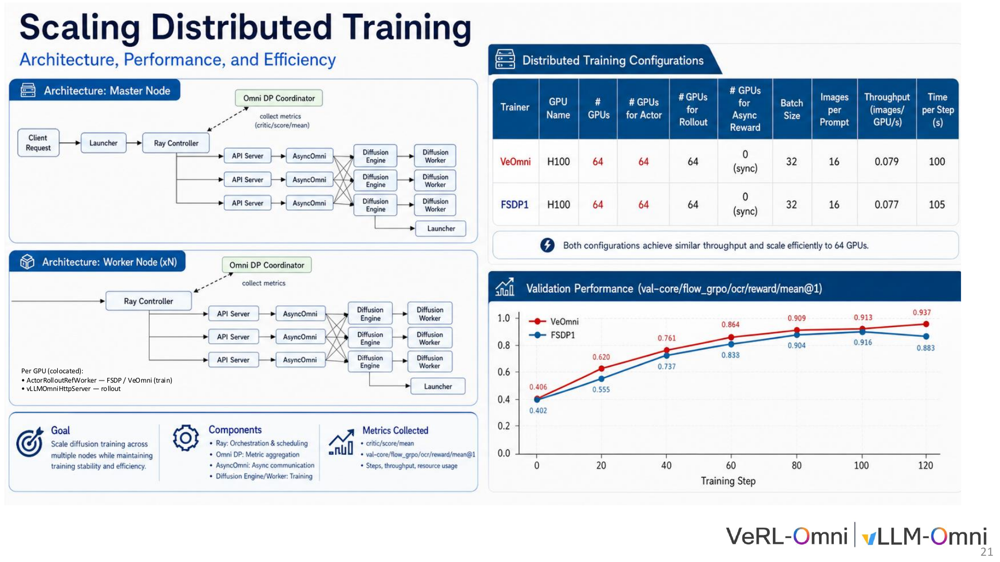 Scaling Distributed Training
Architecture, Performance, and Efficiency
Architecture: Master Node
Omni DP Coordinator
collect metrics
(critic/score/mean)
Client
Request
Launcher
Ray Controller
API Server
AsyncOmni
Diffusion
Engine
Diffusion
Worker
API Server
AsyncOmni
Diffusion
Engine
Diffusion
Worker
API Server
AsyncOmni
Diffusion
Engine
Diffusion
Worker
Launcher
Architecture: Worker Node (xN)
Omni DP Coordinator
collect metrics
Ray Controller
API Server
AsyncOmni
Diffusion
Engine
Diffusion
Worker
API Server
AsyncOmni
Diffusion
Engine
Diffusion
Worker
API Server
AsyncOmni
Diffusion
Engine
Diffusion
Worker
Launcher
Per GPU (colocated):
• ActorRolloutRefWorker — FSDP / VeOmni (train)
• vLLMOmniHttpServer — rollout
Goal
Scale diffusion training across
multiple nodes while maintaining
training stability and efficiency.
Components
• Ray: Orchestration & scheduling
• Omni DP: Metric aggregation
• AsyncOmni: Async communication
• Diffusion Engine/Worker: Training
Metrics Collected
• critic/score/mean
• val-core/flow_grpo/ocr/reward/mean@1
• Steps, throughput, resource usage
Distributed Training Configurations
Trainer
GPU
Name
#
GPUs
# GPUs
for Actor
# GPUs
for
Rollout
# GPUs
for
Async
Reward
Batch
Size
Images
per
Prompt
Throughput
(images/
GPU/s)
Time
per Step
(s)
VeOmni H100 64 64 64 0 (sync) 32 16 0.079 100
FSDP1 H100 64 64 64 0 (sync) 32 16 0.077 105
Both configurations achieve similar throughput and scale efficiently to 64 GPUs.
Validation Performance (val-core/flow_grpo/ocr/reward/mean@1)
VeOmni
FSDP1
1.0
0.8
0.6
0.4
0.2
0.0
0.406
0.620
0.761
0.864
0.909
0.913
0.937
0.402
0.555
0.737
0.833
0.904
0.916
0.883
0 20 40 60 80 100 120
Training Step
VeRL-Omni
vLLM-Omni
21